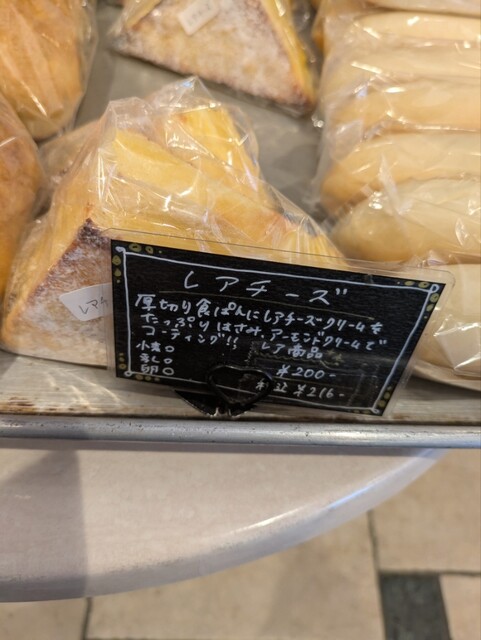 レアチーズ
厚切り食ぱんにレアチーズクリームを
たっぷりはさみ、アーモンドクリームで
コーティング!!
レア商品
小麦○
乳○
卵○
¥200-
税込 ¥216-
レアチ